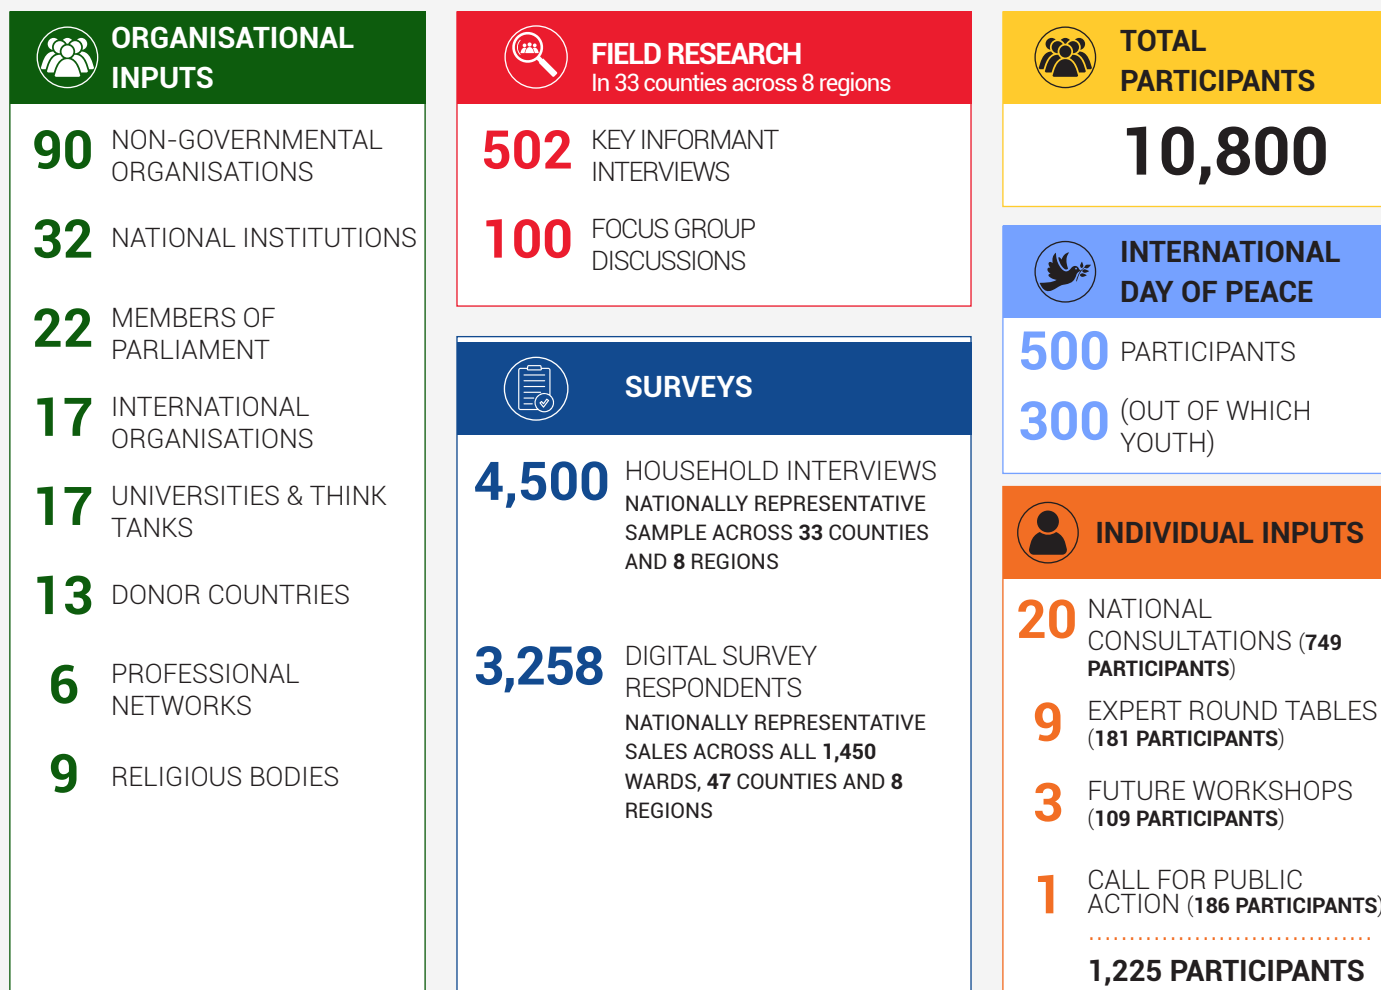 ORGANISATIONAL
INPUTS
90 NON-GOVERNMENTAL
ORGANISATIONS
32 NATIONAL INSTITUTIONS
22 MEMBERS OF
PARLIAMENT
17 INTERNATIONAL
ORGANISATIONS
17 UNIVERSITIES & THINK
TANKS
13 DONOR COUNTRIES
6 PROFESSIONAL
NETWORKS
9 RELIGIOUS BODIES
FIELD RESEARCH
In 33 counties across 8 regions
502 KEY INFORMANT
INTERVIEWS
100 FOCUS GROUP
DISCUSSIONS
SURVEYS
4,500 HOUSEHOLD INTERVIEWS
NATIONALLY REPRESENTATIVE
SAMPLE ACROSS 33 COUNTIES
AND 8 REGIONS
3,258 DIGITAL SURVEY
RESPONDENTS
NATIONALLY REPRESENTATIVE
SALES ACROSS ALL 1,450
WARDS, 47 COUNTIES AND 8
REGIONS
TOTAL
PARTICIPANTS
10,800
INTERNATIONAL
DAY OF PEACE
500 PARTICIPANTS
300 (OUT OF WHICH
YOUTH)
INDIVIDUAL INPUTS
20 NATIONAL
CONSULTATIONS (749
PARTICIPANTS)
9 EXPERT ROUND TABLES
(181 PARTICIPANTS)
3 FUTURE WORKSHOPS
(109 PARTICIPANTS)
1 CALL FOR PUBLIC
ACTION (186 PARTICIPANTS)
1,225 PARTICIPANTS